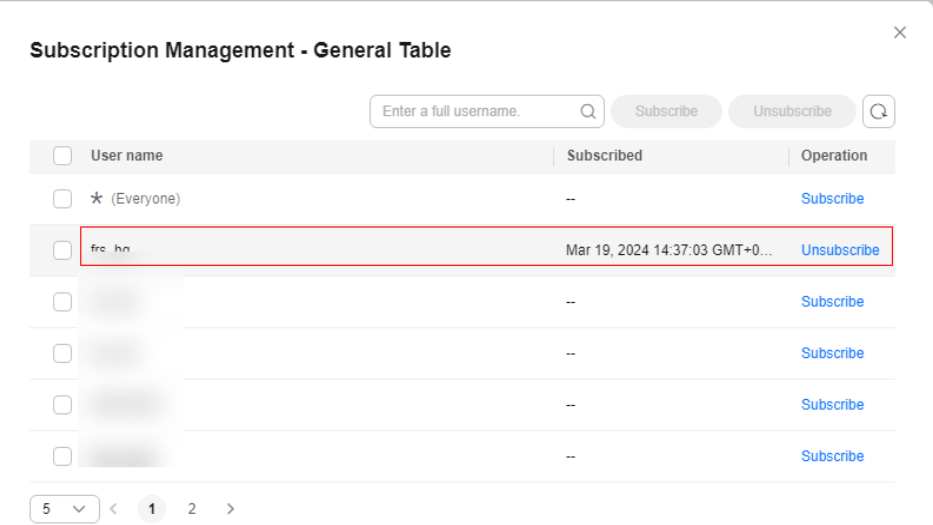 Subscription Management - General Table
Enter a full username.
Subscribe
Unsubscribe
User name Subscribed Operation
* (Everyone) -- Subscribe
Mar 19, 2024 14:37:03 GMT+0... Unsubscribe
-- Subscribe
-- Subscribe
-- Subscribe
-- Subscribe
5 < 1 2 >